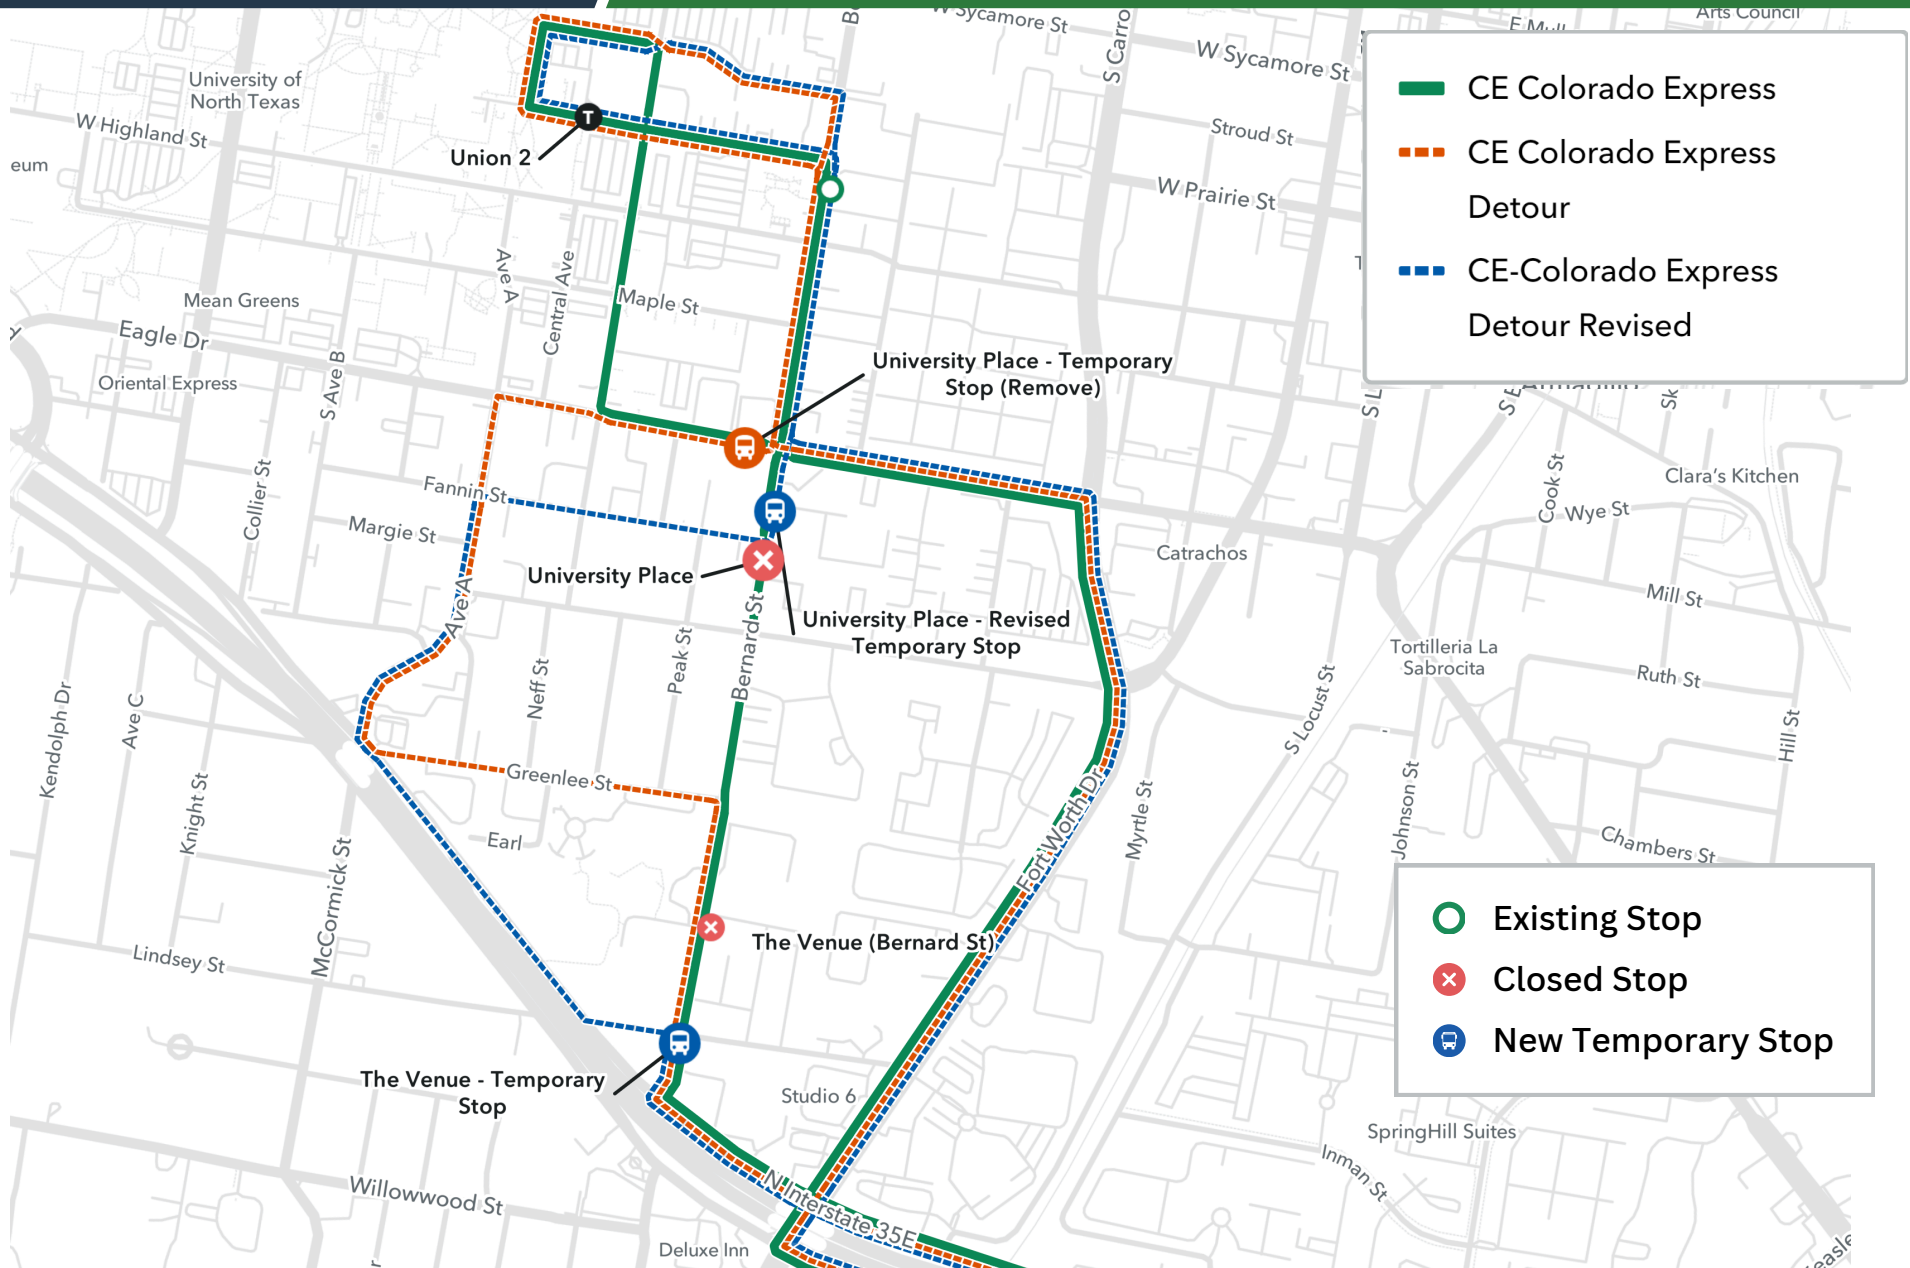 W Sycamore St
S Carro
Arts Council
W Sycamore St
University of
North Texas
CE Colorado Express
W Highland St
T
Stroud St
CE Colorado Express
Detour
Union 2
eum
W Prairie St
Ave A
Central Ave
CE-Colorado Express
Detour Revised
Mean Greens
Maple St
Eagle Dr
Oriental Express
S Ave B
University Place - Temporary
Stop (Remove)
S L
S E
Sk
Collier St
Fannin St
Margie St
Cook St
Clara's Kitchen
Wye St
Catrachos
University Place
Ave A
Bernard St
University Place - Revised
Temporary Stop
Mill St
Tortilleria La
Sabrocita
Ruth St
Kendolph Dr
Ave C
Neff St
Peak St
S Locust St
Hill St
Greenlee St
Knight St
Earl
Fort Worth Dr
Myrtle St
Johnson St
Chambers St
McCormick St
Lindsey St
The Venue (Bernard St)
Existing Stop
Closed Stop
New Temporary Stop
The Venue - Temporary
Stop
Studio 6
SpringHill Suites
Inman St
Willowwood St
N Interstate 35E
Deluxe Inn